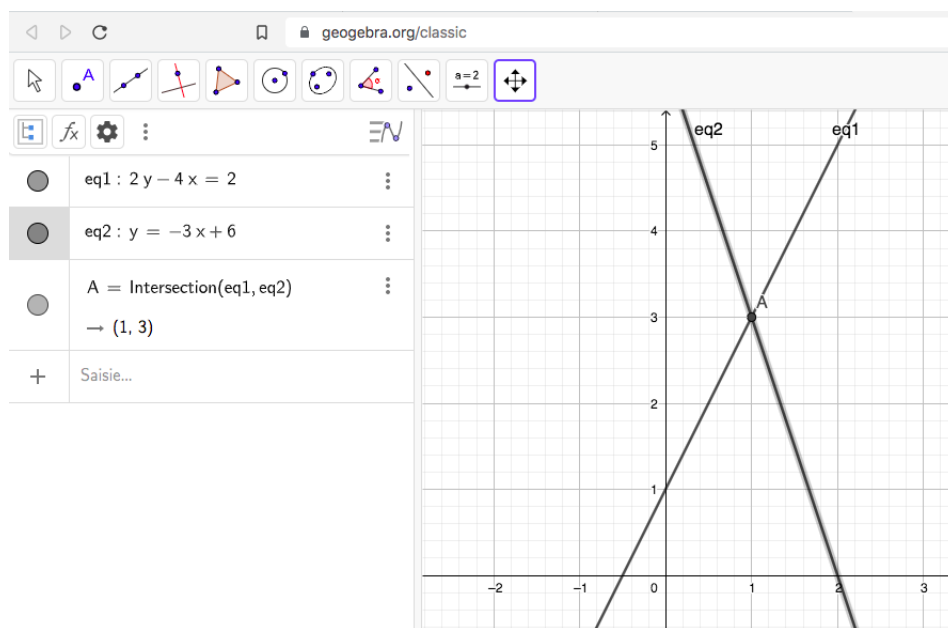 geogebra.org/classic
A
α
a=2
fx
eq1 : 2 y − 4 x = 2
eq2 : y = −3 x + 6
A = Intersection(eq1, eq2)
→ (1, 3)
+ Saisie...
eq2 eq1
5
4
A
3
2
1
−2 −1 0 1 2 3